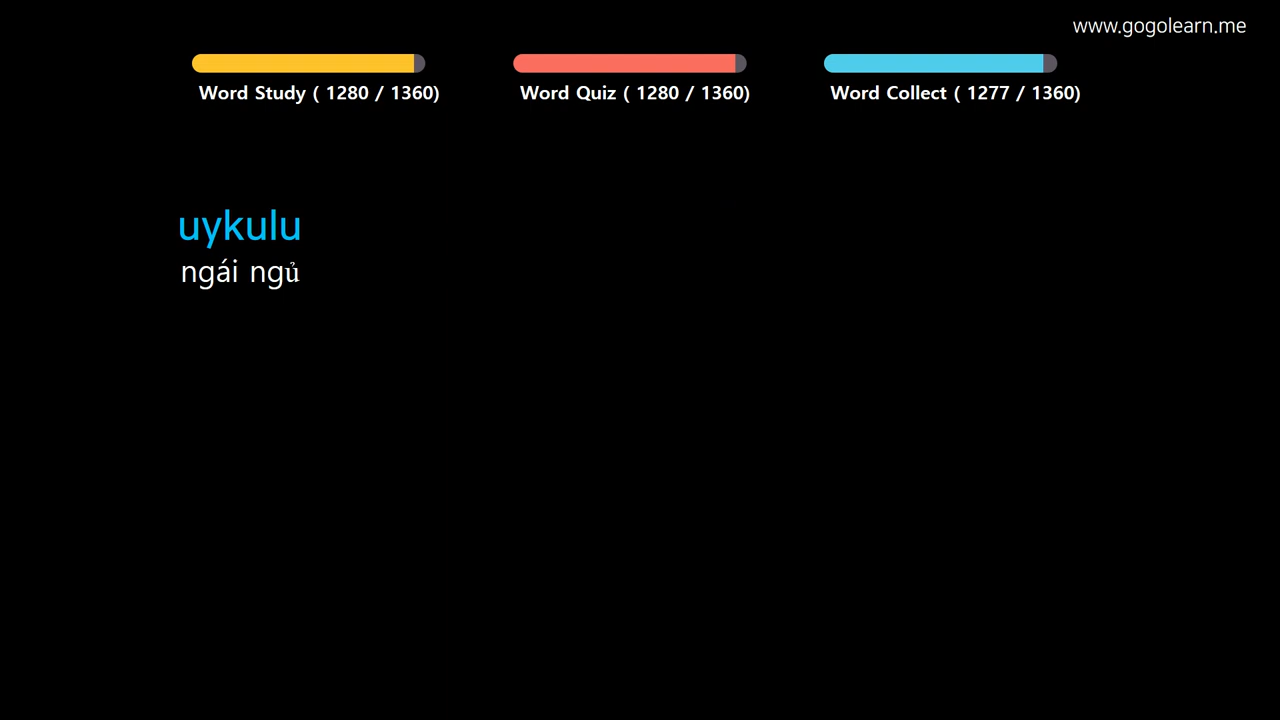 www.gogolearn.me
Word Study ( 1280 / 1360)
Word Quiz ( 1280 / 1360)
Word Collect ( 1277 / 1360)
uykulu
ngái ngủ